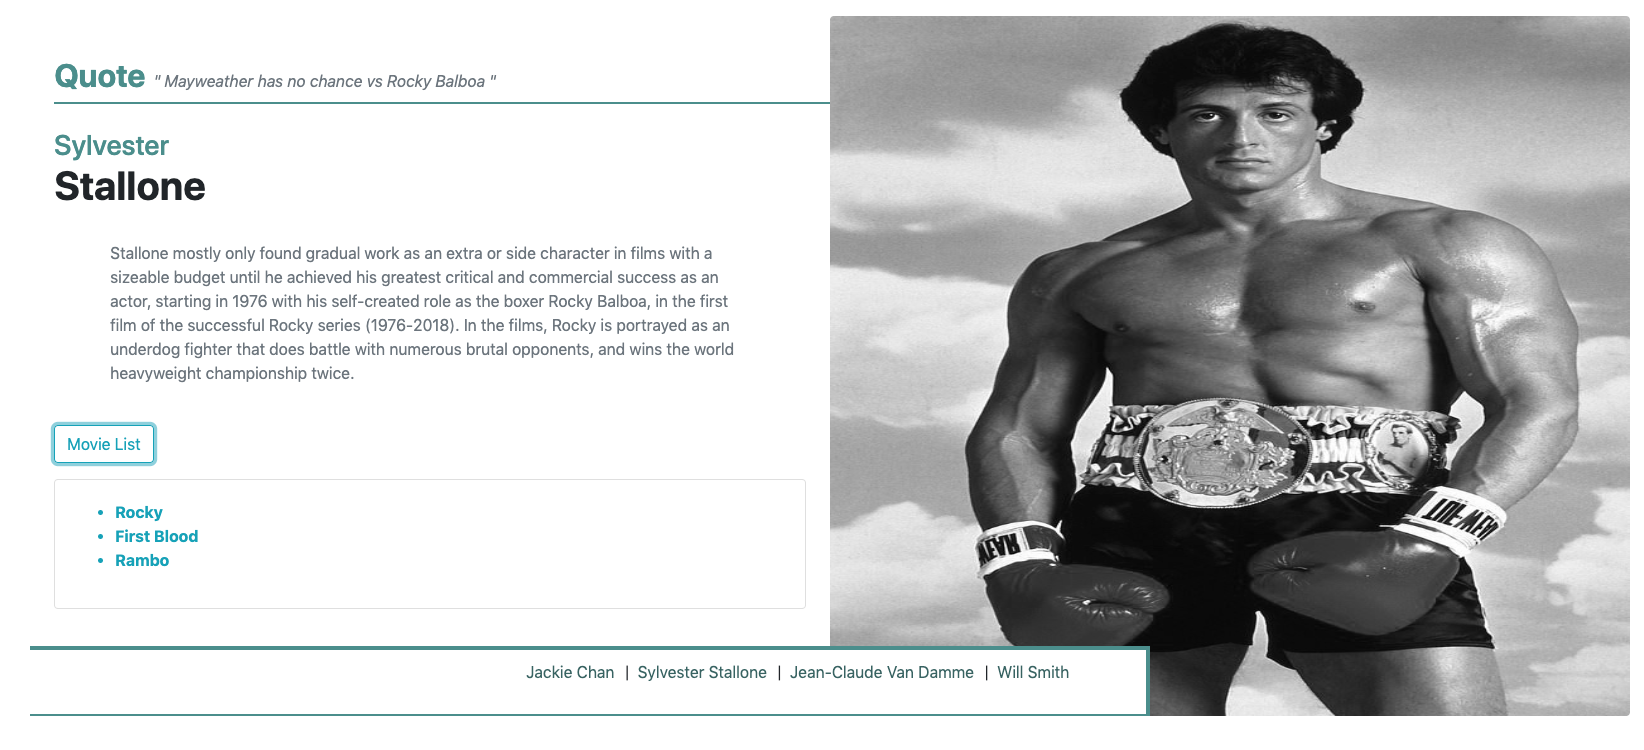 Quote " Mayweather has no chance vs Rocky Balboa "
Sylvester
Stallone
Stallone mostly only found gradual work as an extra or side character in films with a
sizeable budget until he achieved his greatest critical and commercial success as an
actor, starting in 1976 with his self-created role as the boxer Rocky Balboa, in the first
film of the successful Rocky series (1976-2018). In the films, Rocky is portrayed as an
underdog fighter that does battle with numerous brutal opponents, and wins the world
heavyweight championship twice.
Movie List
• Rocky
• First Blood
• Rambo
Jackie Chan | Sylvester Stallone | Jean-Claude Van Damme | Will Smith